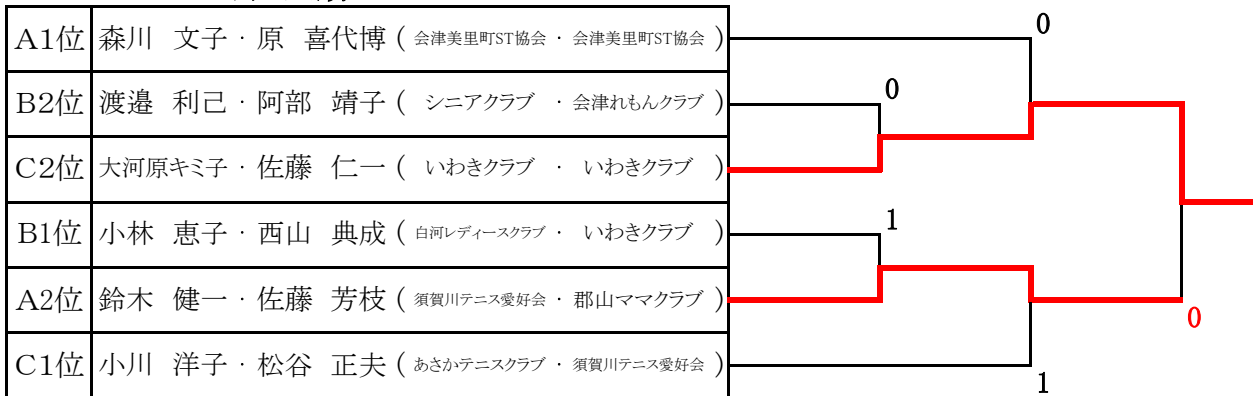 0
A1位 森川 文子 · 原 喜代博 ( 会津美里町ST協会 · 会津美里町ST協会 )
0
B2位 渡邉 利己 · 阿部 靖子 ( シニアクラブ · 会津れもんクラブ )
C2位 大河原キミ子 · 佐藤 仁一 ( いわきクラブ · いわきクラブ )
1
B1位 小林 恵子 · 西山 典成 ( 白河レディースクラブ · いわきクラブ )
A2位 鈴木 健一 · 佐藤 芳枝 ( 須賀川テニス愛好会 · 郡山ママクラブ )
0
C1位 小川 洋子 · 松谷 正夫 ( あさかテニスクラブ · 須賀川テニス愛好会 )
1